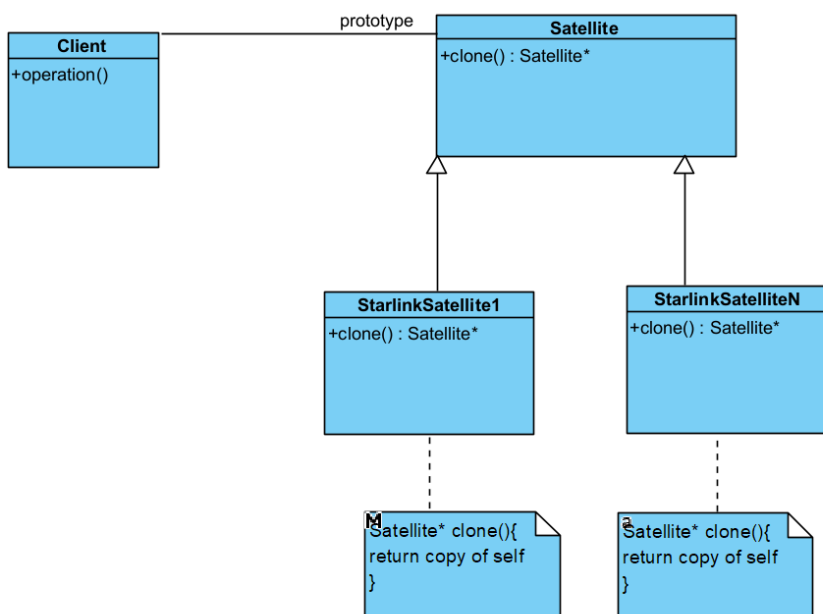 prototype
Satellite
+clone() : Satellite*
Client
+operation()
StarlinkSatellite1
+clone() : Satellite*
StarlinkSatelliteN
+clone() : Satellite*
M
Satellite* clone(){
return copy of self
}
a
Satellite* clone(){
return copy of self
}